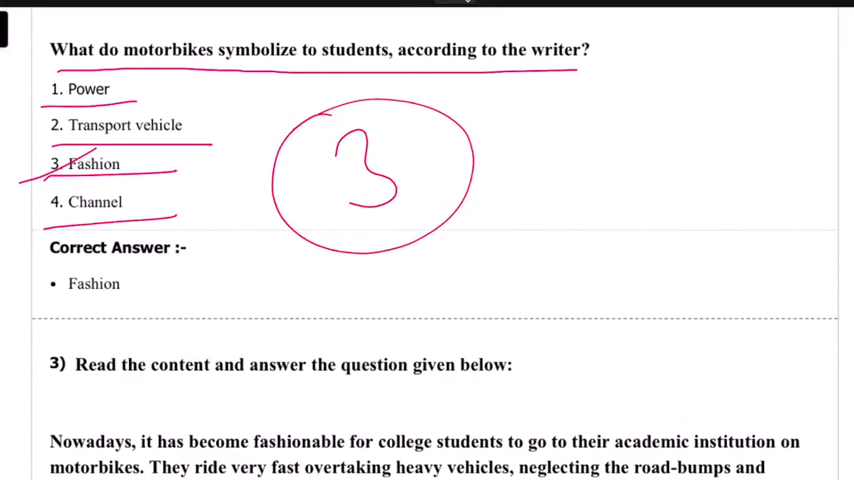 What do motorbikes symbolize to students, according to the writer?
1. Power
2. Transport vehicle
3. Fashion
3
4. Channel
Correct Answer :-
• Fashion
3) Read the content and answer the question given below:
Nowadays, it has become fashionable for college students to go to their academic institution on
motorbikes. They ride very fast overtaking heavy vehicles, neglecting the road-bumps and